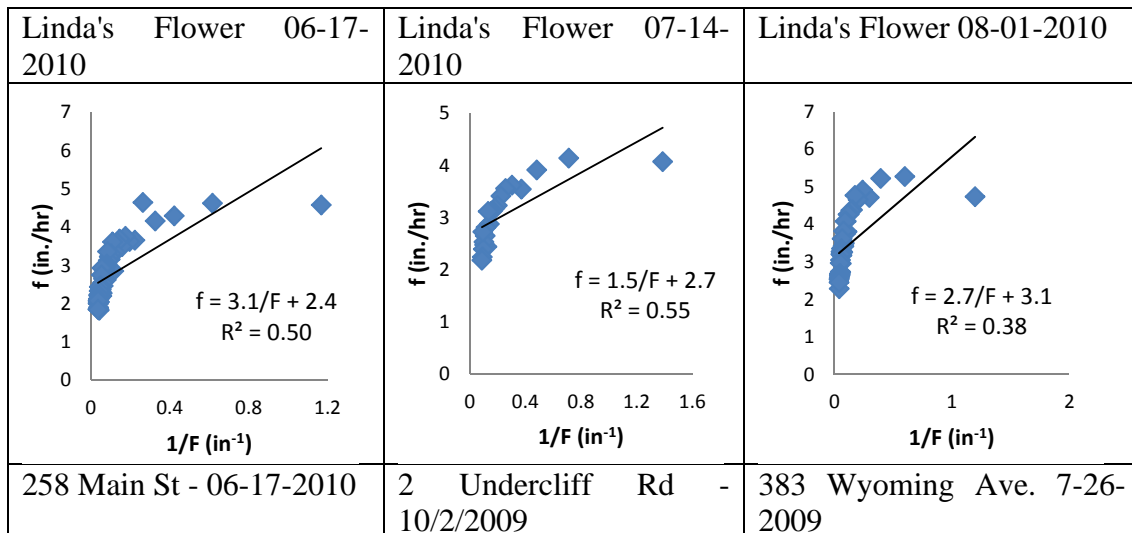 Linda's Flower 06-17-
2010
Linda's Flower 07-14-
2010
Linda's Flower 08-01-2010
7
6
5
4
3
2
1
0
f (in./hr)
f = 3.1/F + 2.4
R² = 0.50
0 0.4 0.8 1.2
1/F (in⁻¹)
5
4
3
2
1
0
f (in./hr)
f = 1.5/F + 2.7
R² = 0.55
0 0.4 0.8 1.2 1.6
1/F (in⁻¹)
7
6
5
4
3
2
1
0
f (in./hr)
f = 2.7/F + 3.1
R² = 0.38
0 1 2
1/F (in⁻¹)
258 Main St - 06-17-2010
2 Undercliff Rd -
10/2/2009
383 Wyoming Ave. 7-26-
2009